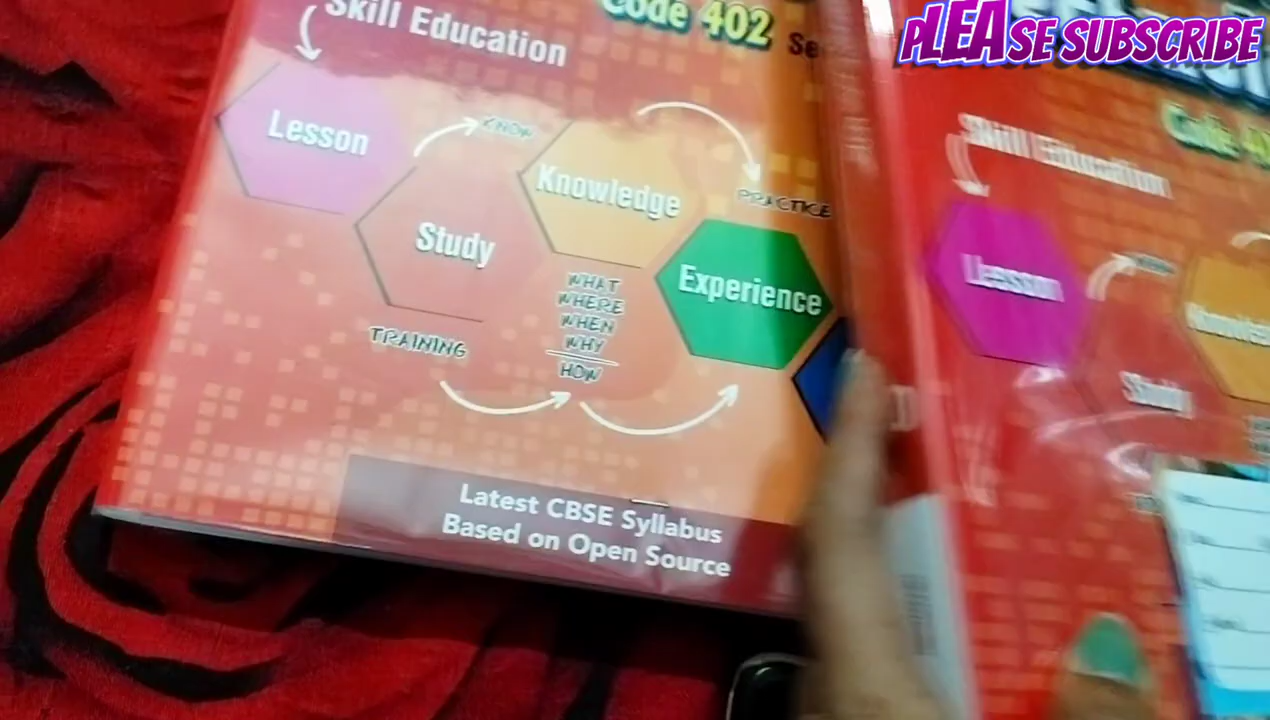 PLEASE SUBSCRIBE
Skill Education
Code 402
Lesson
KNOW
Knowledge
PRACTICE
Study
Experience
WHAT
WHERE
WHEN
WHY
HOW
TRAINING
Latest CBSE Syllabus
Based on Open Source
Skill Education
Lesson
Study